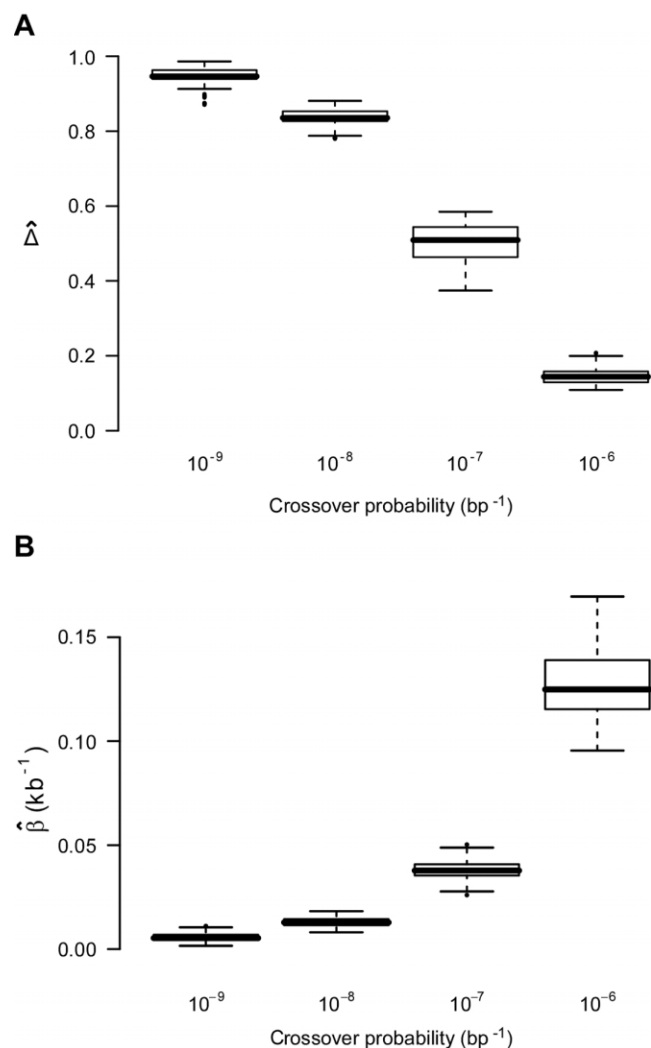 A
1.0
0.8
0.6
0.4
0.2
0.0
Δ̂
10⁻⁹ 10⁻⁸ 10⁻⁷ 10⁻⁶
Crossover probability (bp⁻¹)
B
0.15
0.10
0.05
0.00
β̂ (kb⁻¹)
10⁻⁹ 10⁻⁸ 10⁻⁷ 10⁻⁶
Crossover probability (bp⁻¹)